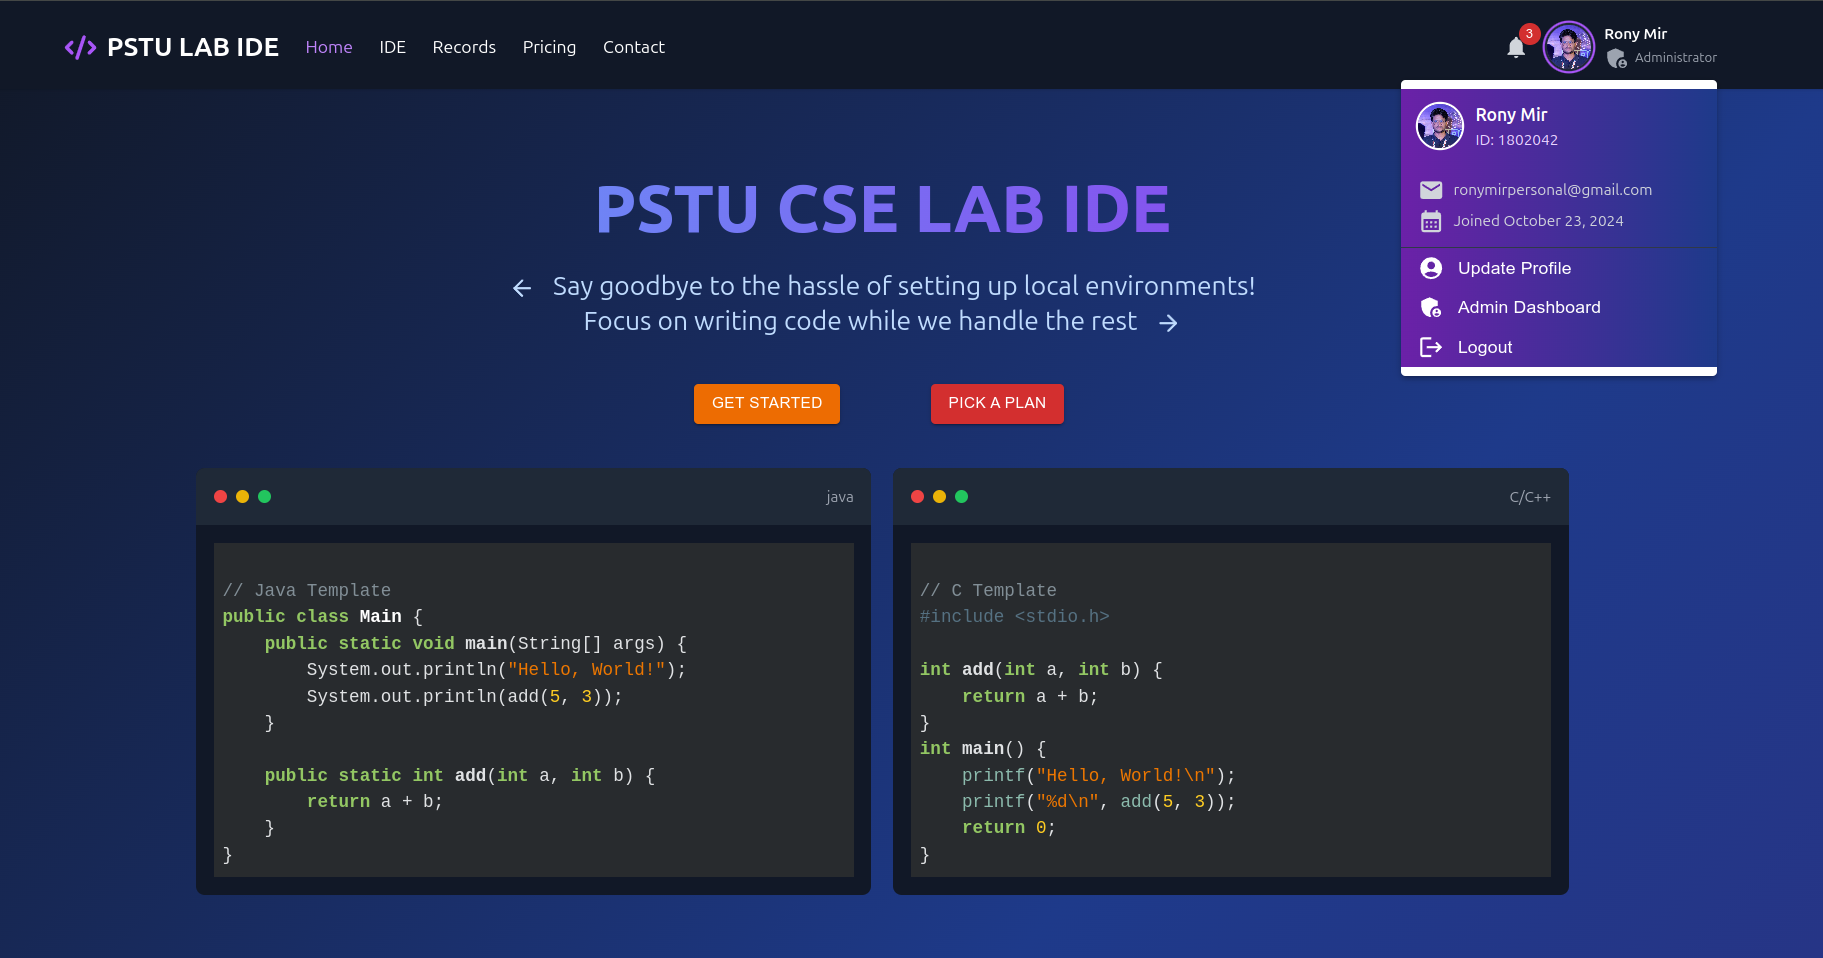 </> PSTU LAB IDE Home IDE Records Pricing Contact
3
Rony Mir
Administrator
Rony Mir
ID: 1802042
ronymirpersonal@gmail.com
Joined October 23, 2024
Update Profile
Admin Dashboard
Logout
PSTU CSE LAB IDE
← Say goodbye to the hassle of setting up local environments!
Focus on writing code while we handle the rest →
GET STARTED PICK A PLAN
java
// Java Template
public class Main {
    public static void main(String[] args) {
        System.out.println("Hello, World!");
        System.out.println(add(5, 3));
    }

    public static int add(int a, int b) {
        return a + b;
    }
}
C/C++
// C Template
#include <stdio.h>

int add(int a, int b) {
    return a + b;
}
int main() {
    printf("Hello, World!\n");
    printf("%d\n", add(5, 3));
    return 0;
}